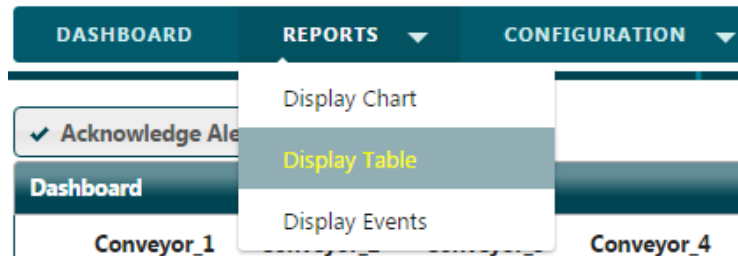 DASHBOARD REPORTS CONFIGURATION
Display Chart
Acknowledge Ale
Display Table
Dashboard
Display Events
Conveyor_1 Conveyor_4